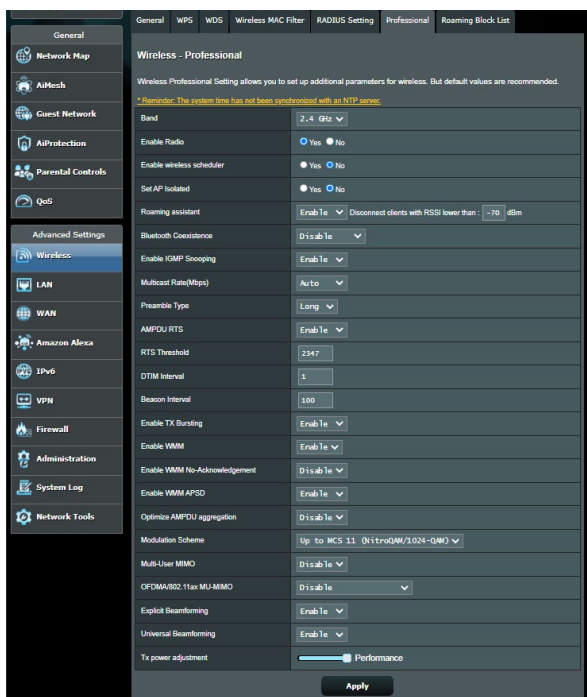 General
Network Map
AiMesh
Guest Network
AiProtection
Parental Controls
QoS
Advanced Settings
Wireless
LAN
WAN
Amazon Alexa
IPv6
VPN
Firewall
Administration
System Log
Network Tools
General WPS WDS Wireless MAC Filter RADIUS Setting Professional Roaming Block List
Wireless - Professional
Wireless Professional Setting allows you to set up additional parameters for wireless. But default values are recommended.
* Reminder: The system time has not been synchronized with an NTP server.
Band 2.4 GHz
Enable Radio Yes No
Enable wireless scheduler Yes No
Set AP Isolated Yes No
Roaming assistant Enable Disconnect clients with RSSI lower than : -70 dBm
Bluetooth Coexistence Disable
Enable IGMP Snooping Enable
Multicast Rate(Mbps) Auto
Preamble Type Long
AMPDU RTS Enable
RTS Threshold 2347
DTIM Interval 1
Beacon Interval 100
Enable TX Bursting Enable
Enable WMM Enable
Enable WMM No-Acknowledgement Disable
Enable WMM APSD Enable
Optimize AMPDU aggregation Disable
Modulation Scheme Up to MCS 11 (NitroQAM/1024-QAM)
Multi-User MIMO Disable
OFDMA/802.11ax MU-MIMO Disable
Explicit Beamforming Enable
Universal Beamforming Enable
Tx power adjustment Performance
Apply